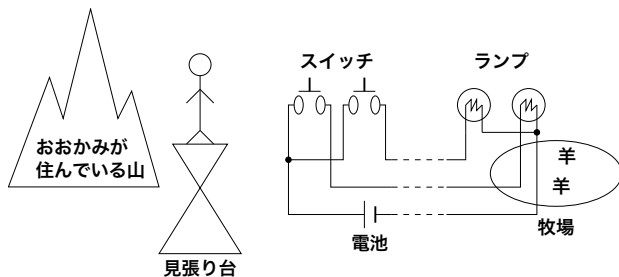 おおかみが
住んでいる山
見張り台
スイッチ
ランプ
電池
羊
羊
牧場